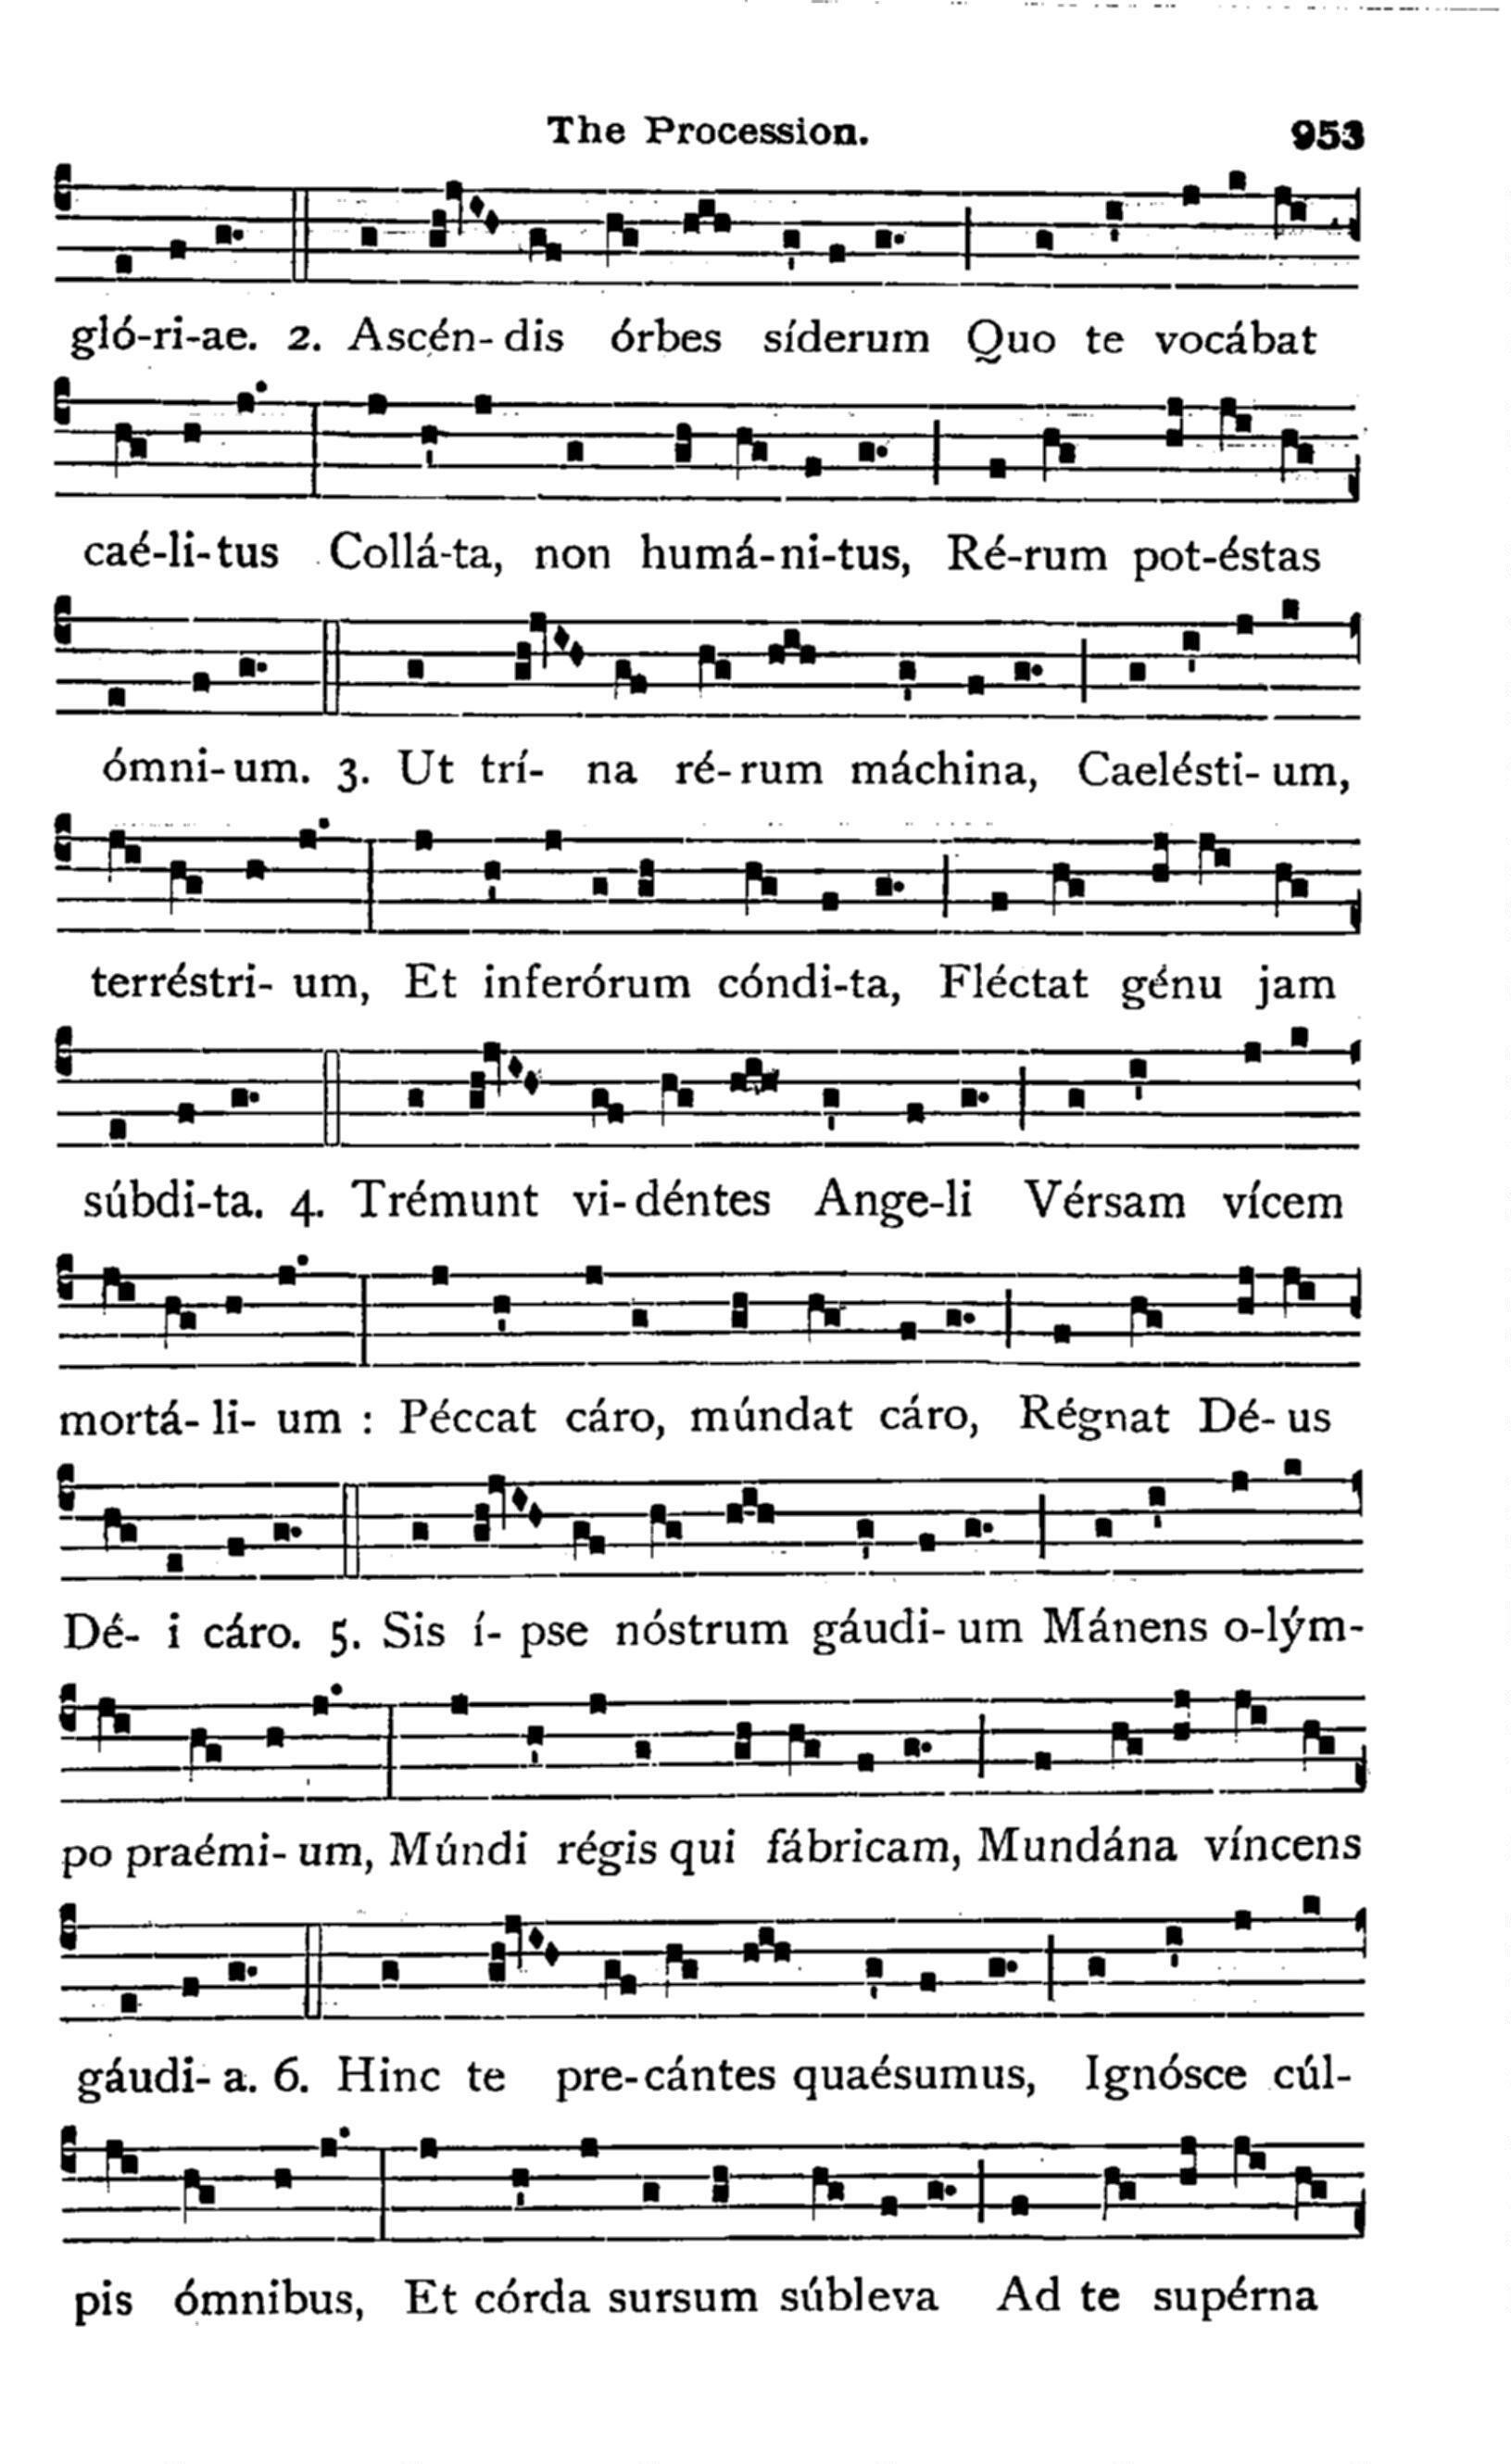 The Procession. 953
gló-ri-ae. 2. Ascén- dis órbes síderum Quo te vocábat
caé-li-tus Collá-ta, non humá-ni-tus, Ré-rum pot-éstas
ómni-um. 3. Ut trí- na ré-rum máchina, Caelésti- um,
terréstri- um, Et inferórum cóndi-ta, Fléctat génu jam
súbdi-ta. 4. Trémunt vi-déntes Ange-li Vérsam vícem
mortá- li- um : Péccat cáro, múndat cáro, Régnat Dé- us
Dé- i cáro. 5. Sis í- pse nóstrum gáudi- um Mánens o-lým-
po praémi- um, Múndi régis qui fábricam, Mundána víncens
gáudi- a. 6. Hinc te pre-cántes quaésumus, Ignósce cúl-
pis ómnibus, Et córda sursum súbleva Ad te supérna